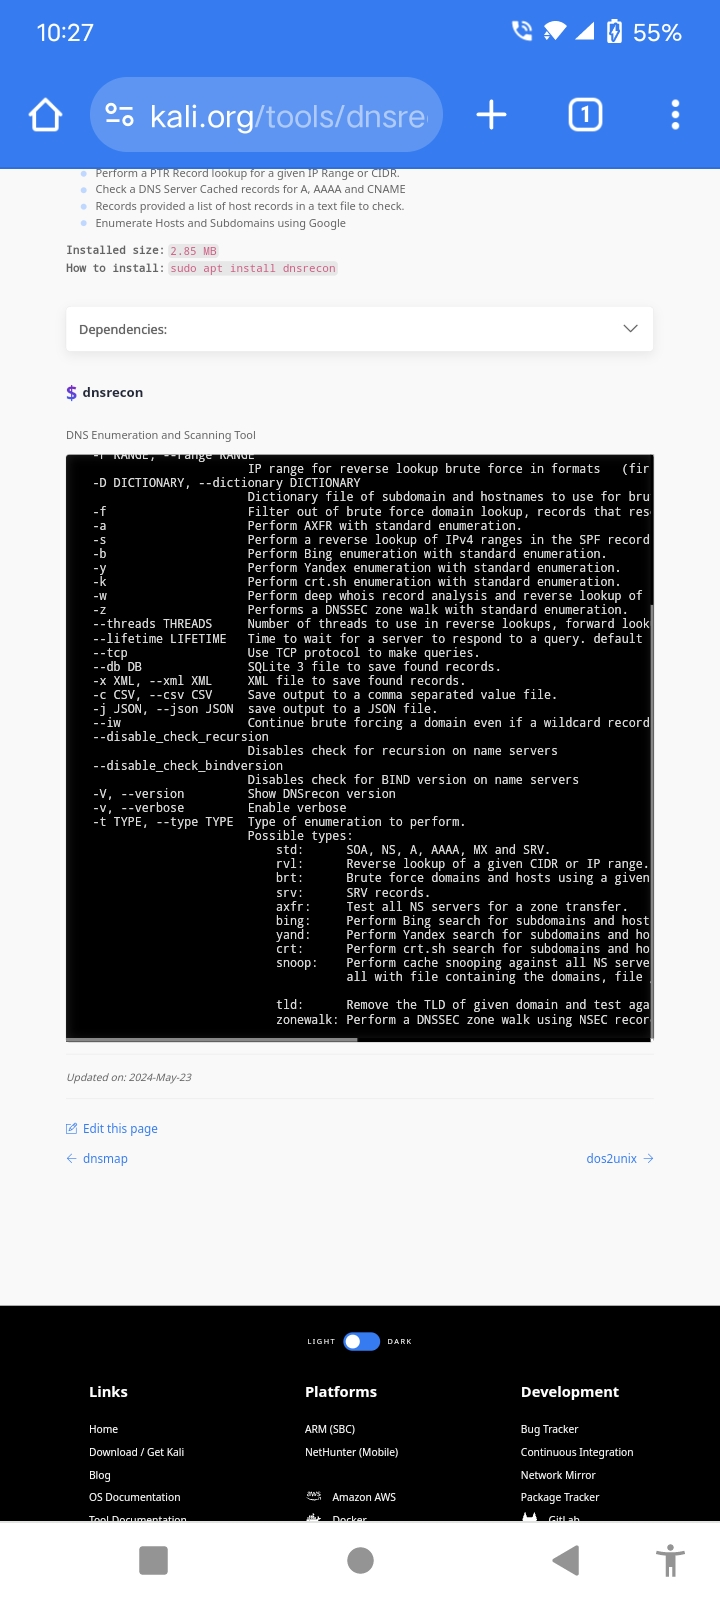 10:27
55%
kali.org/tools/dnsre
1
Perform a PTR Record lookup for a given IP Range or CIDR.
Check a DNS Server Cached records for A, AAAA and CNAME
Records provided a list of host records in a text file to check.
Enumerate Hosts and Subdomains using Google
Installed size: 2.85 MB
How to install: sudo apt install dnsrecon
Dependencies:
$ dnsrecon
DNS Enumeration and Scanning Tool
-r RANGE, --range RANGE
IP range for reverse lookup brute force in formats   (fir
-D DICTIONARY, --dictionary DICTIONARY
Dictionary file of subdomain and hostnames to use for bru
-f Filter out of brute force domain lookup, records that res
-a Perform AXFR with standard enumeration.
-s Perform a reverse lookup of IPv4 ranges in the SPF record
-b Perform Bing enumeration with standard enumeration.
-y Perform Yandex enumeration with standard enumeration.
-k Perform crt.sh enumeration with standard enumeration.
-w Perform deep whois record analysis and reverse lookup of
-z Performs a DNSSEC zone walk with standard enumeration.
--threads THREADS Number of threads to use in reverse lookups, forward look
--lifetime LIFETIME Time to wait for a server to respond to a query. default
--tcp Use TCP protocol to make queries.
--db DB SQLite 3 file to save found records.
-x XML, --xml XML XML file to save found records.
-c CSV, --csv CSV Save output to a comma separated value file.
-j JSON, --json JSON save output to a JSON file.
--iw Continue brute forcing a domain even if a wildcard record
--disable_check_recursion
Disables check for recursion on name servers
--disable_check_bindversion
Disables check for BIND version on name servers
-V, --version Show DNSrecon version
-v, --verbose Enable verbose
-t TYPE, --type TYPE Type of enumeration to perform.
Possible types:
std: SOA, NS, A, AAAA, MX and SRV.
rvl: Reverse lookup of a given CIDR or IP range.
brt: Brute force domains and hosts using a given
srv: SRV records.
axfr: Test all NS servers for a zone transfer.
bing: Perform Bing search for subdomains and host
yand: Perform Yandex search for subdomains and ho
crt: Perform crt.sh search for subdomains and ho
snoop: Perform cache snooping against all NS serve
all with file containing the domains, file
tld: Remove the TLD of given domain and test aga
zonewalk: Perform a DNSSEC zone walk using NSEC recor
Updated on: 2024-May-23
Edit this page
← dnsmap
dos2unix →
LIGHT DARK
Links Platforms Development
Home ARM (SBC) Bug Tracker
Download / Get Kali NetHunter (Mobile) Continuous Integration
Blog Network Mirror
OS Documentation aws Amazon AWS Package Tracker
Tool Documentation Docker GitLab